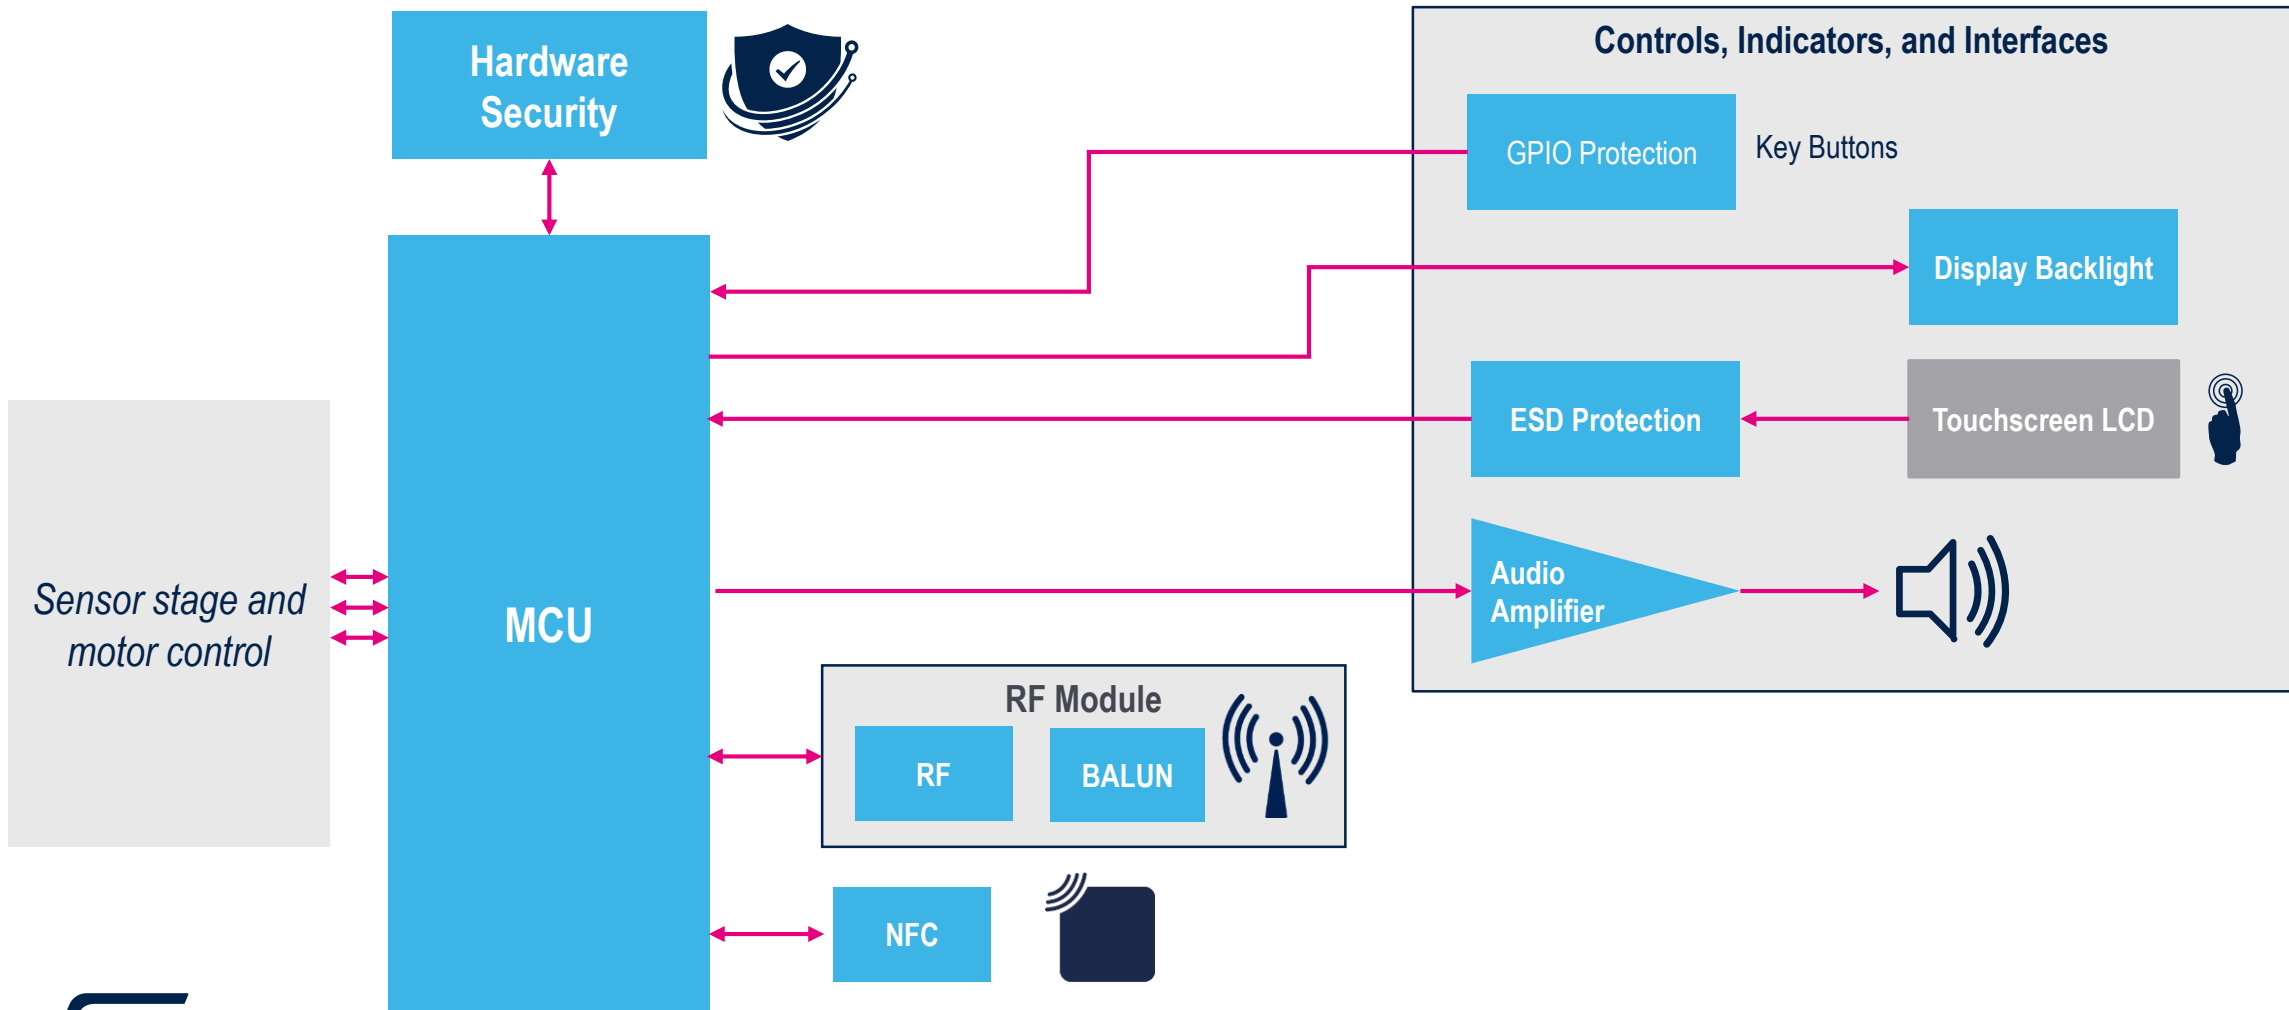 Hardware
Security
Controls, Indicators, and Interfaces
GPIO Protection
Key Buttons
Display Backlight
ESD Protection
Touchscreen LCD
Audio
Amplifier
Sensor stage and
motor control
MCU
RF Module
RF
BALUN
NFC